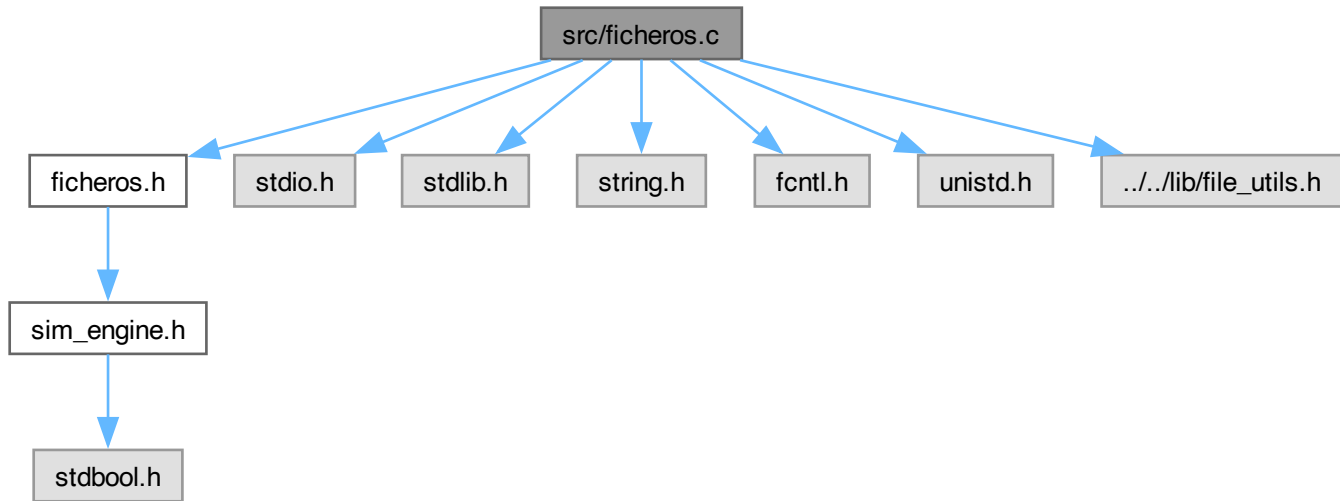 src/ficheros.c
ficheros.h
stdio.h
stdlib.h
string.h
fcntl.h
unistd.h
../../lib/file_utils.h
sim_engine.h
stdbool.h